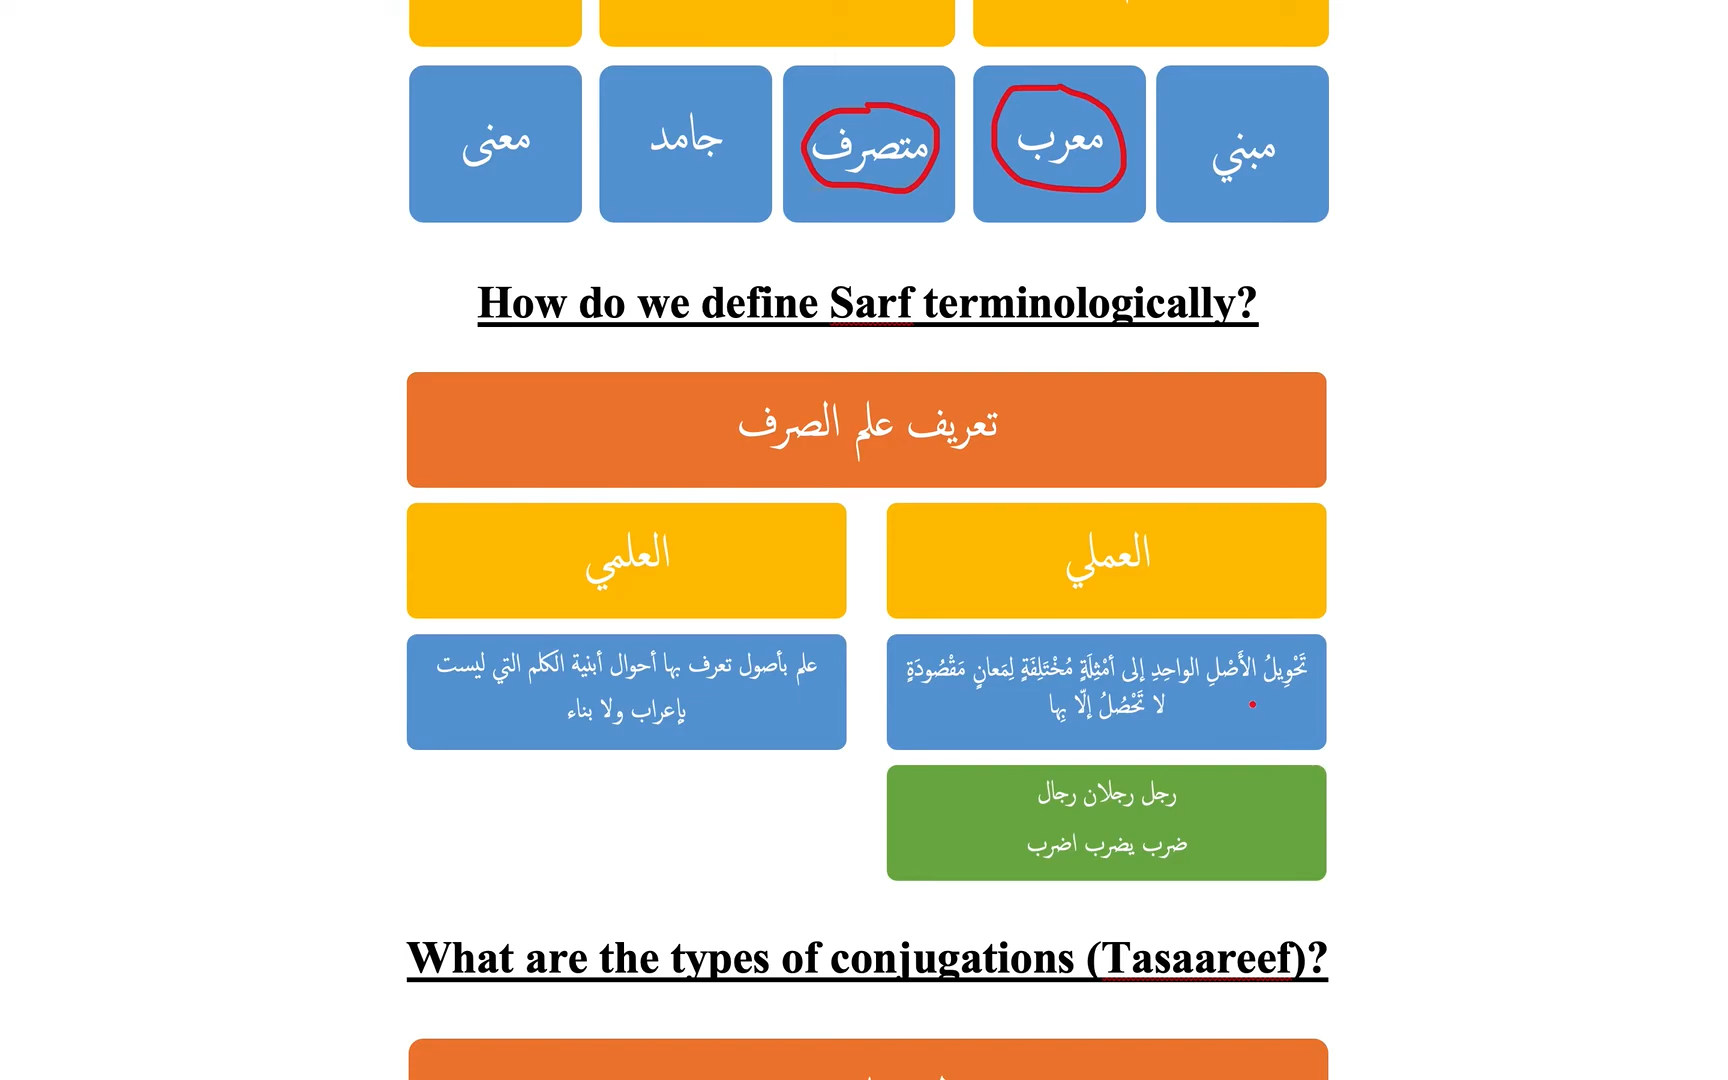 مبني
معرب
متصرف
جامد
معنى
How do we define Sarf terminologically?
تعريف علم الصرف
العملي
العلمي
تَحْوِيلُ الأَصْلِ الواحِدِ إلى أمْثِلَةٍ مُخْتَلِفَةٍ لِمَعانٍ مَقْصُودَةٍ
لا تَحْصُلُ إلّا بِها
علم بأصول تعرف بها أحوال أبنية الكلم التي ليست
بإعراب ولا بناء
رجل رجلان رجال
ضرب يضرب اضرب
What are the types of conjugations (Tasaareef)?